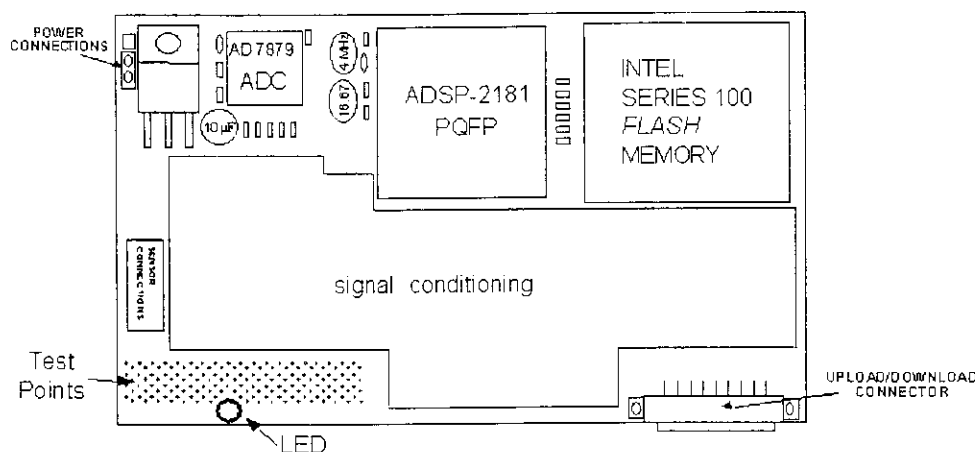 POWER
CONNECTIONS
AD7879
ADC
4 MHz
16.67
10 µF
ADSP-2181
PQFP
INTEL
SERIES 100
FLASH
MEMORY
SENSOR
CONNECTIONS
signal conditioning
Test
Points
LED
UPLOAD/DOWNLOAD
CONNECTOR